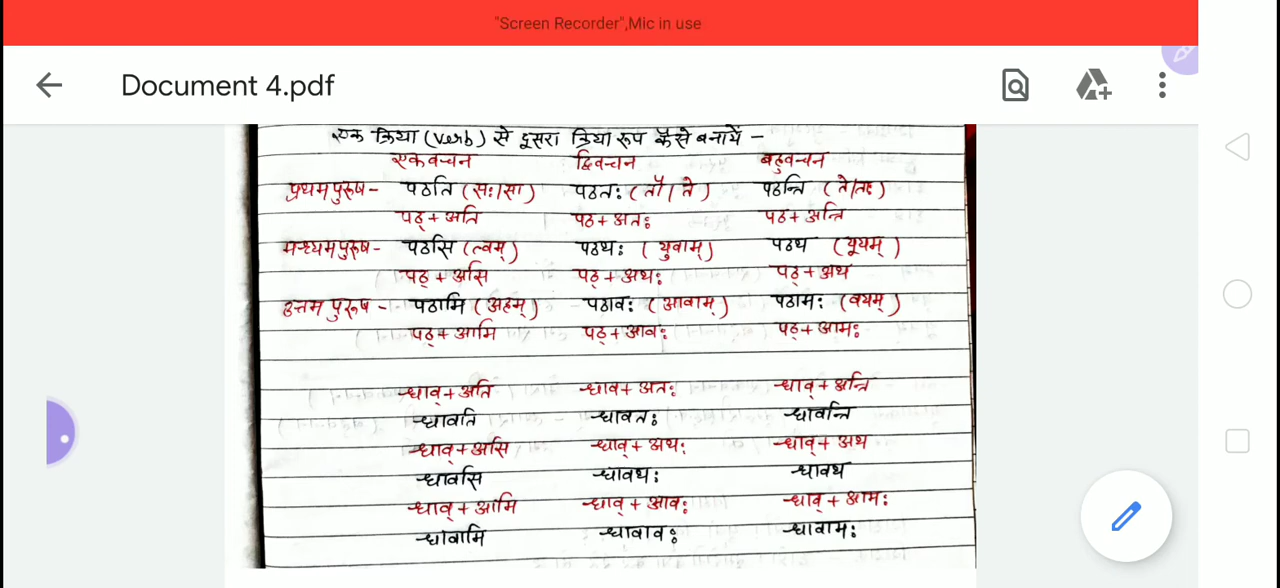 "Screen Recorder",Mic in use
Document 4.pdf
एक क्रिया (verb) से दूसरा क्रिया रूप कैसे बनायें -
एकवचन द्विवचन बहुवचन
प्रथमपुरुष- पठति (सः/सा) पठतः (तौ/ते) पठन्ति (ते/ताः)
पठ् + अति पठ + अतः पठ + अन्ति
मध्यमपुरुष- पठसि (त्वम्) पठथः (युवाम्) पठथ (यूयम्)
पठ् + असि पठ् + अथः पठ् + अथ
उत्तमपुरुष- पठामि (अहम्) पठावः (आवाम्) पठामः (वयम्)
पठ् + आमि पठ् + आवः पठ् + आमः
धाव् + अति धाव + अतः धाव् + अन्ति
धावति धावतः धावन्ति
धाव् + असि धाव् + अथः धाव् + अथ
धावसि धावथः धावथ
धाव् + आमि धाव् + आवः धाव् + आमः
धावामि धावावः धावामः